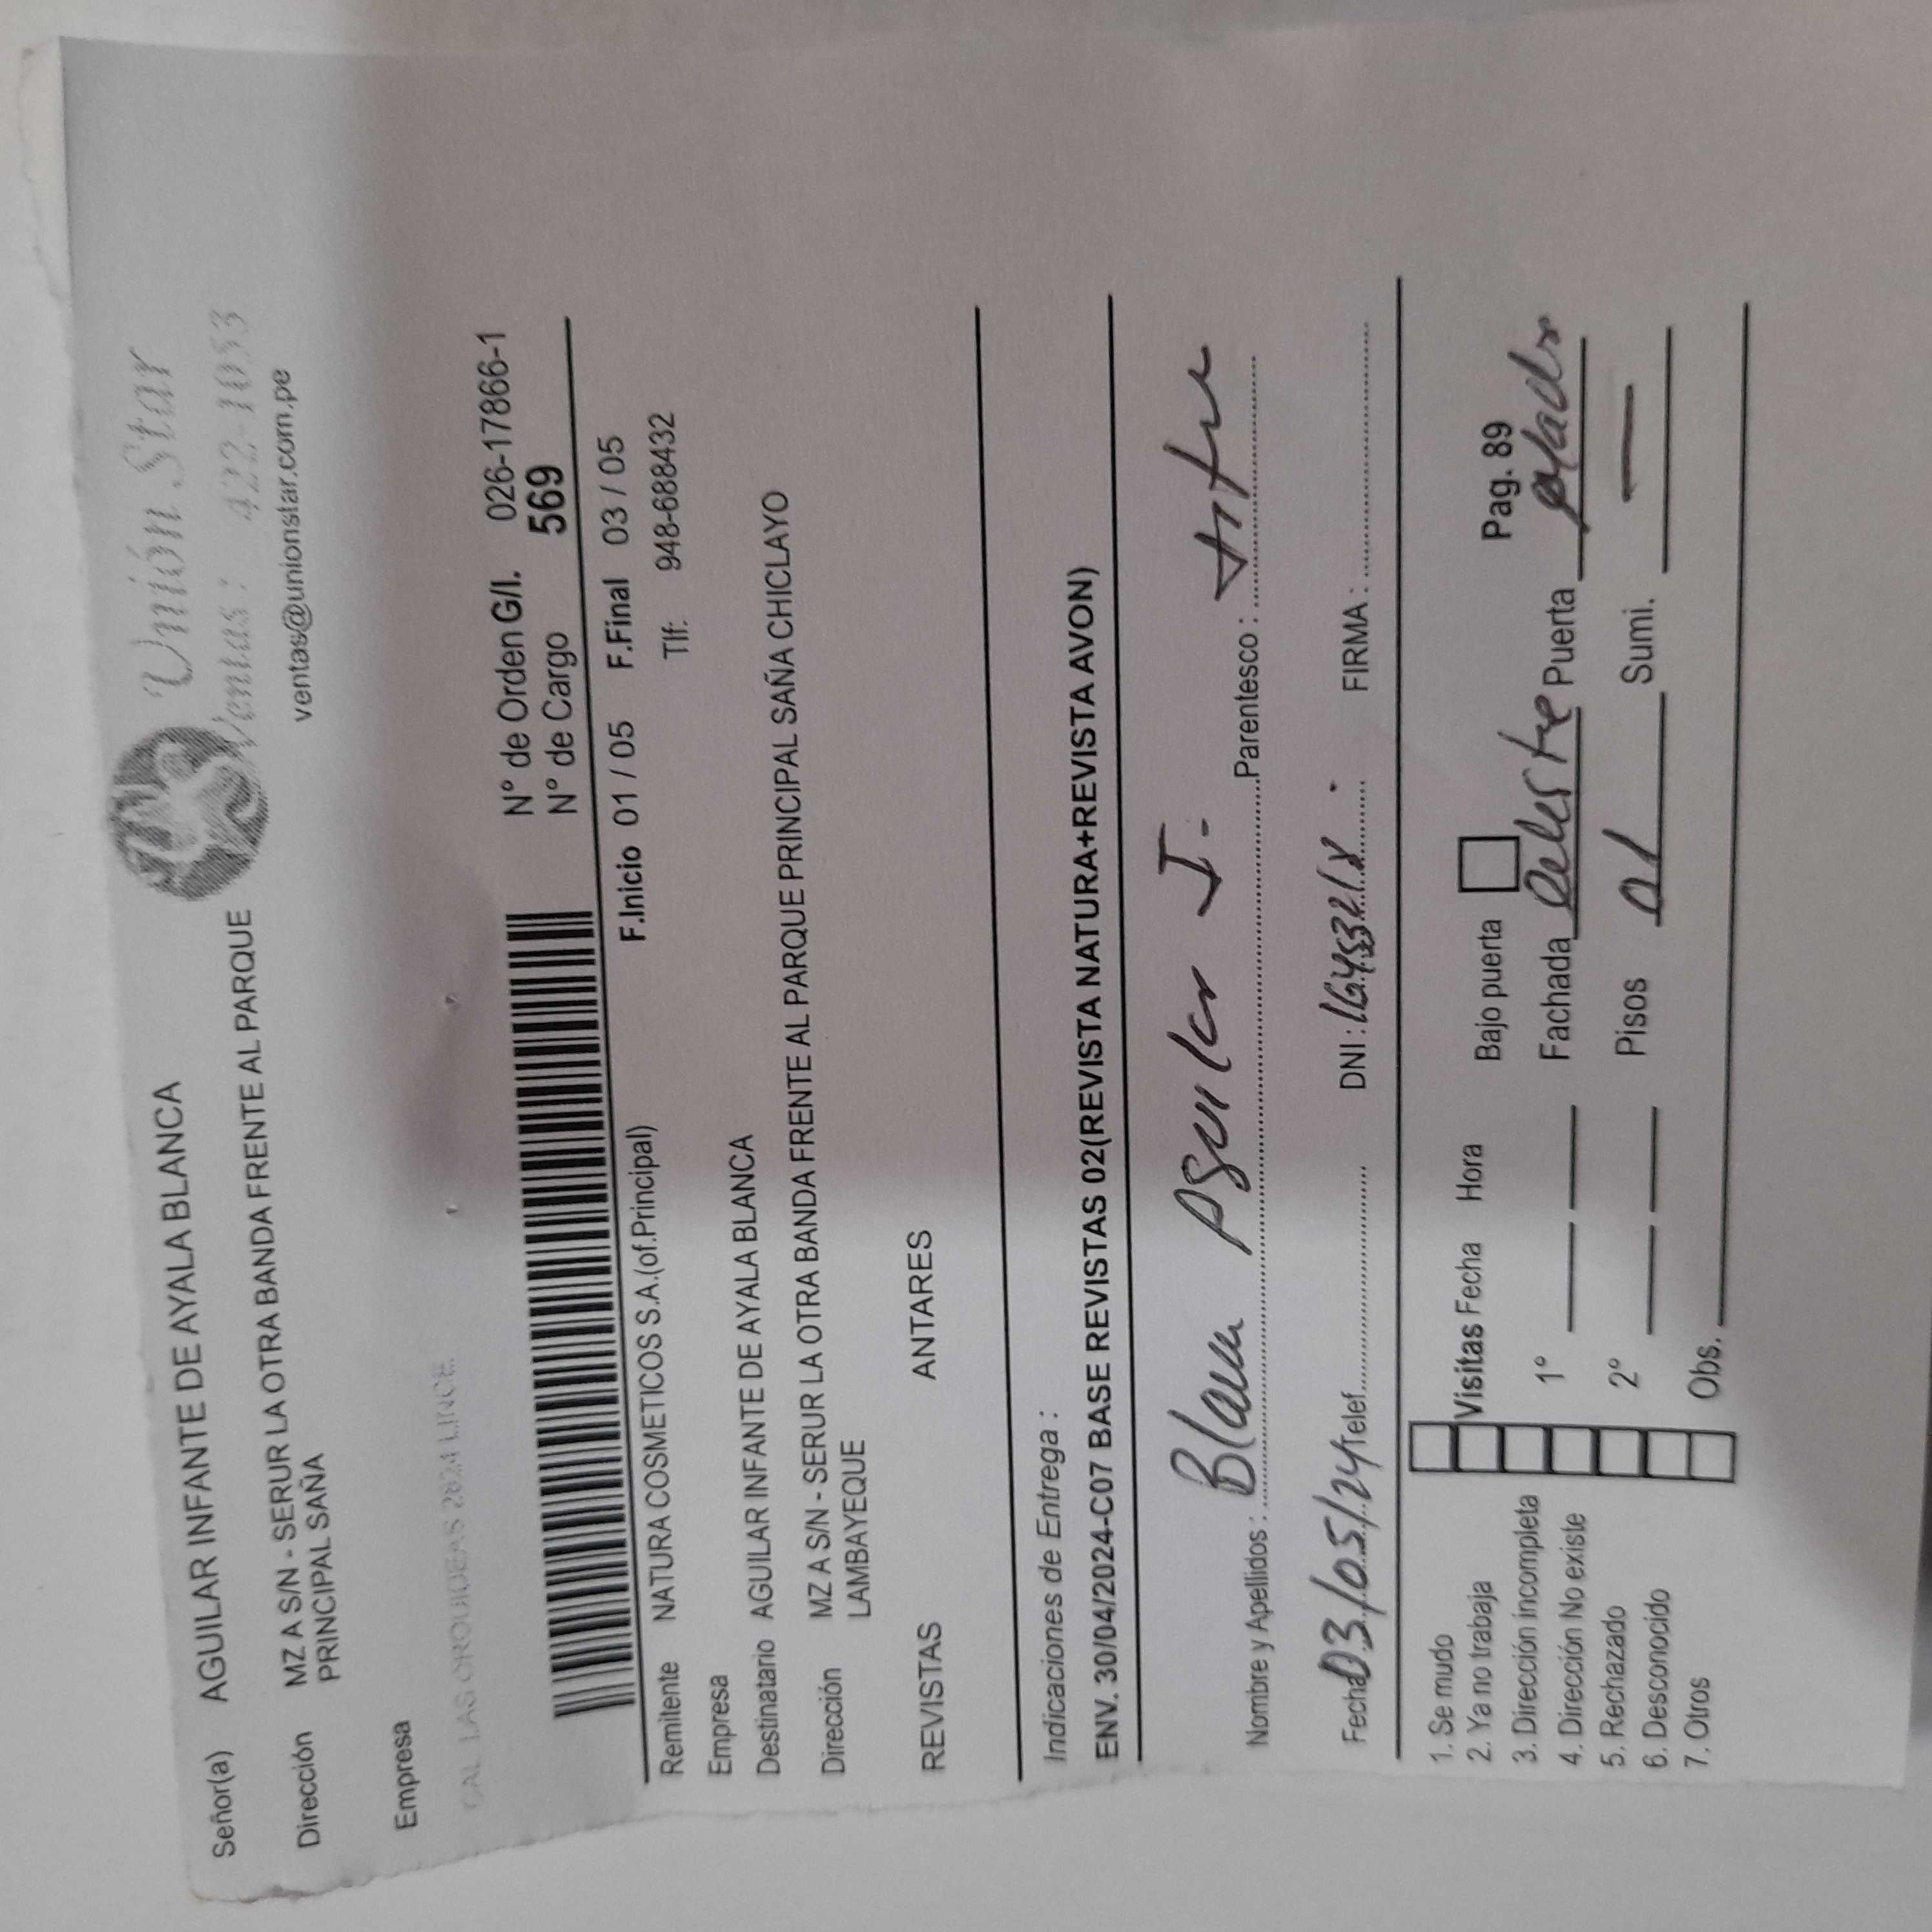 Unión Star
Ventas : 422-1053
ventas@unionstar.com.pe
Señor(a) AGUILAR INFANTE DE AYALA BLANCA
Dirección MZ A S/N - SERUR LA OTRA BANDA FRENTE AL PARQUE
PRINCIPAL SAÑA
Empresa
CAL LAS ORQUIDEAS 2824 LINCE
N° de Orden G/I. 026-17866-1
N° de Cargo 569
F.Inicio 01 / 05 F.Final 03 / 05
Remitente NATURA COSMETICOS S.A.(of.Principal) Tlf: 948-688432
Empresa
Destinatario AGUILAR INFANTE DE AYALA BLANCA
Dirección MZ A S/N - SERUR LA OTRA BANDA FRENTE AL PARQUE PRINCIPAL SAÑA CHICLAYO
LAMBAYEQUE
REVISTAS ANTARES
Indicaciones de Entrega :
ENV. 30/04/2024-C07 BASE REVISTAS 02(REVISTA NATURA+REVISTA AVON)
Nombre y Apellidos : Blanca Aguilar I. Parentesco : titu
Fecha 03/05/24 Telef. DNI : FIRMA :
1. Se mudo
2. Ya no trabaja
3. Dirección incompleta
4. Dirección No existe
5. Rechazado
6. Desconocido
7. Otros
Visitas Fecha Hora Bajo puerta Pag. 89
1° Fachada Celeste Puerta
2° Pisos 01 Sumi. —
Obs.